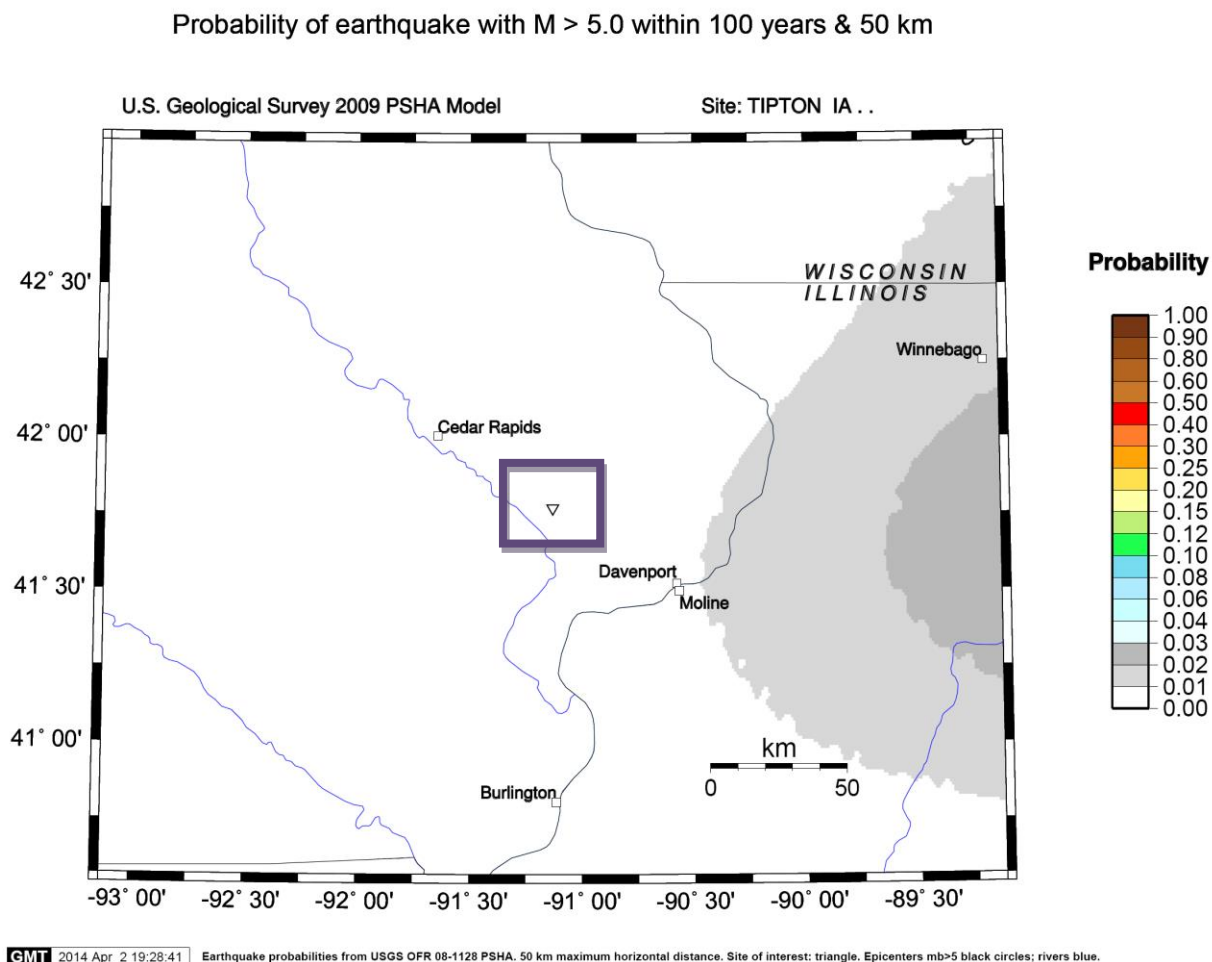 Probability of earthquake with M > 5.0 within 100 years & 50 km
U.S. Geological Survey 2009 PSHA Model
Site: TIPTON IA . .
42° 30'
42° 00'
41° 30'
41° 00'
WISCONSIN
ILLINOIS
Winnebago
Cedar Rapids
Davenport
Moline
Burlington
km
0 50
-93° 00' -92° 30' -92° 00' -91° 30' -91° 00' -90° 30' -90° 00' -89° 30'
Probability
1.00
0.90
0.80
0.60
0.50
0.40
0.30
0.25
0.20
0.15
0.12
0.10
0.08
0.06
0.04
0.03
0.02
0.01
0.00
GMT 2014 Apr 2 19:28:41 Earthquake probabilities from USGS OFR 08-1128 PSHA. 50 km maximum horizontal distance. Site of interest: triangle. Epicenters mb>5 black circles; rivers blue.